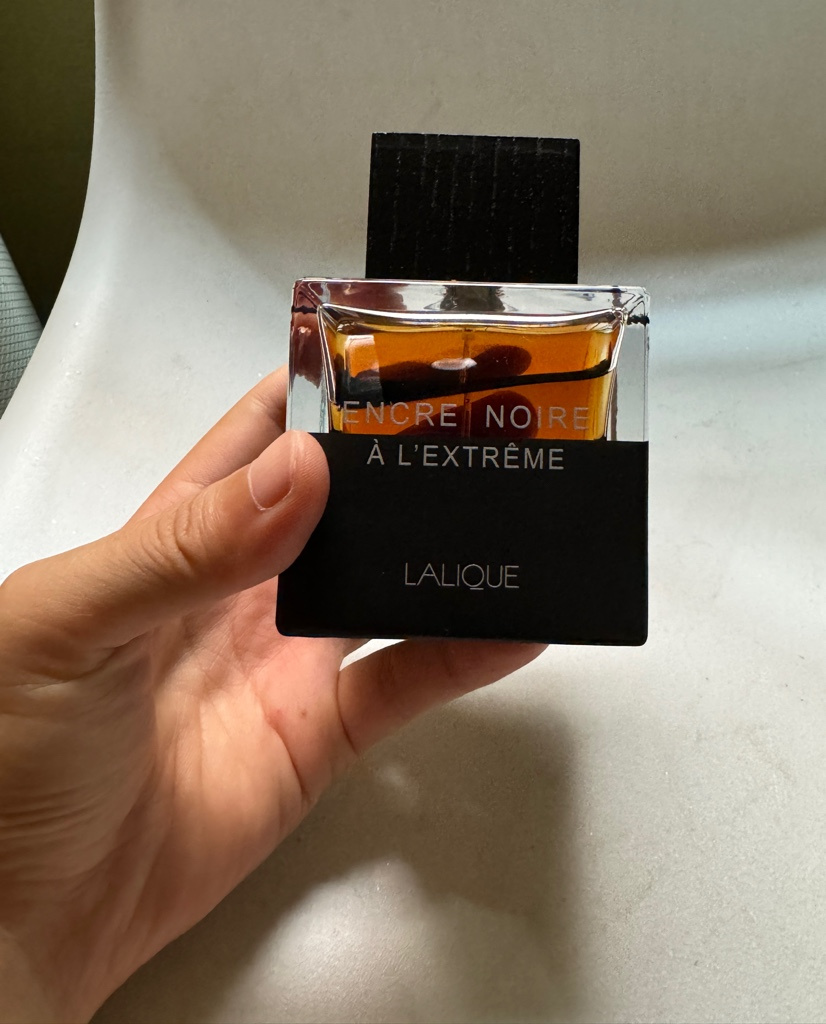 ENCRE NOIRE
À L'EXTRÊME
LALIQUE